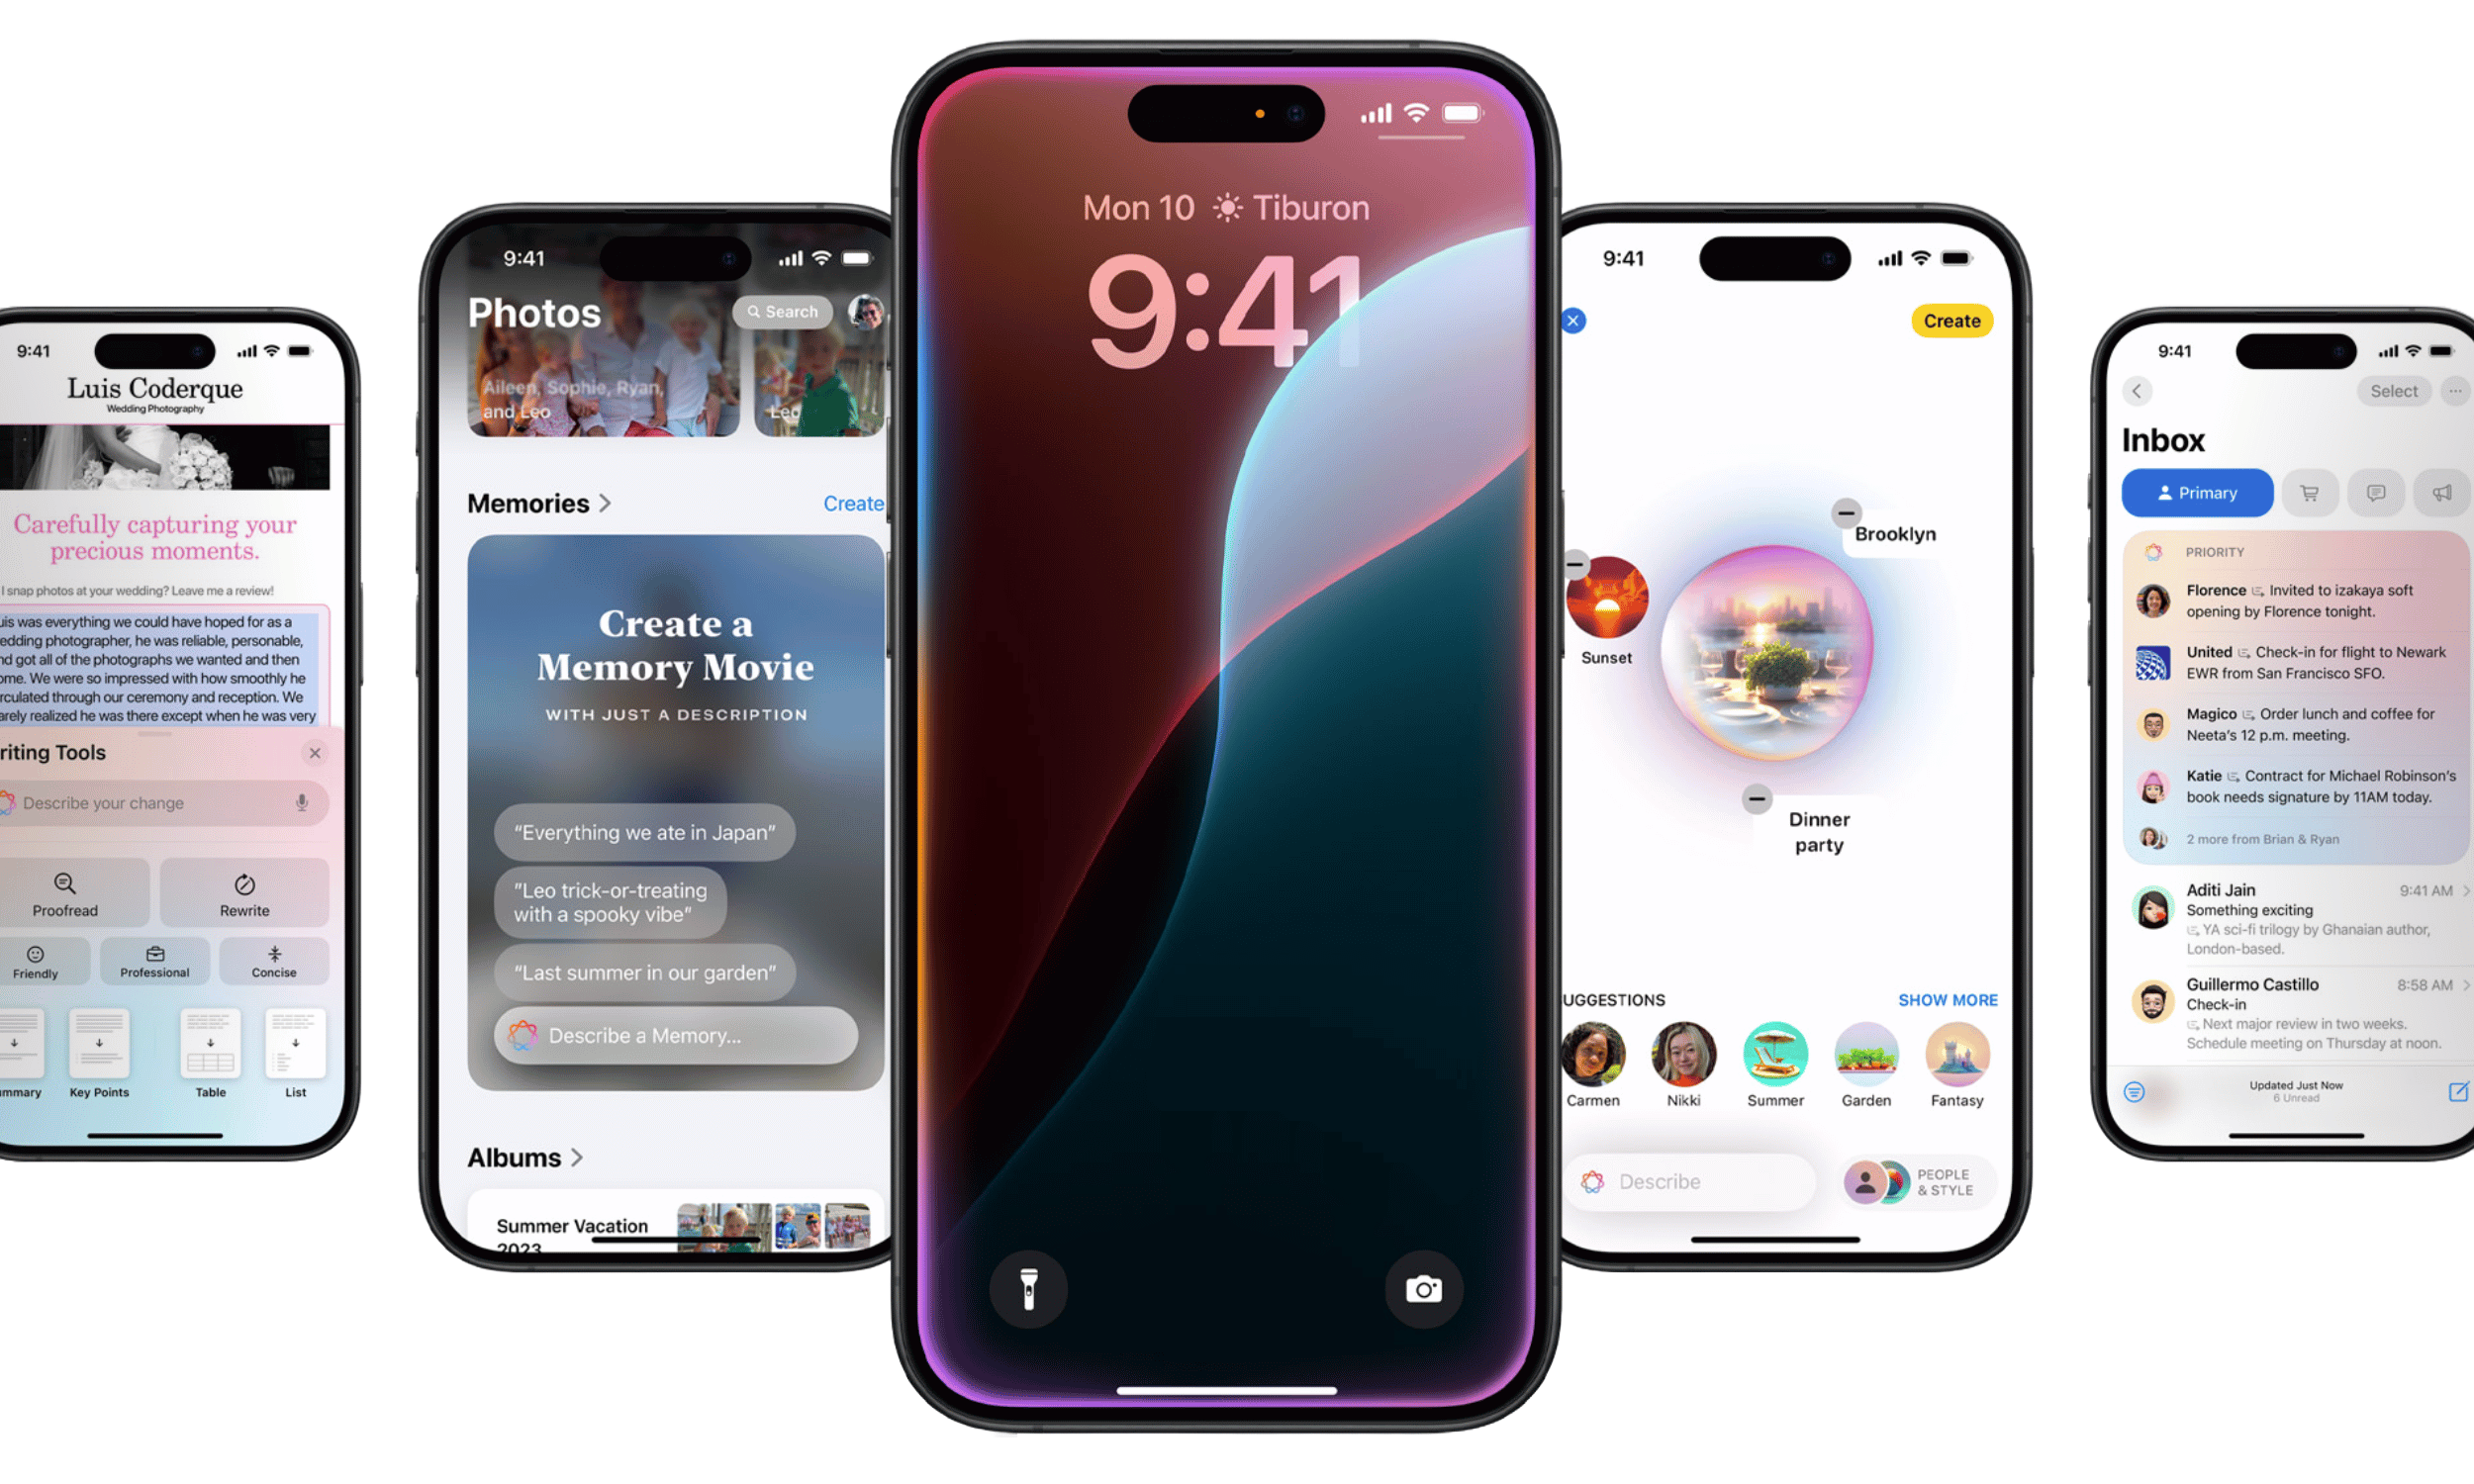 9:41
Luis Coderque
Wedding Photography
Carefully capturing your
precious moments.
I snap photos at your wedding? Leave me a review!
was everything we could have hoped for as a
photographer, he was reliable, personable,
got all of the photographs we wanted and then
We were so impressed with how smoothly he
through our ceremony and reception. We
realized he was there except when he was very
Tools
Describe your change
Proofread
Rewrite
Friendly
Professional
Concise
Key Points
Table
List
9:41
Photos
Search
Aileen, Sophie, Ryan,
and Leo
Leo
Memories
Create
Create a
Memory Movie
WITH JUST A DESCRIPTION
“Everything we ate in Japan”
“Leo trick-or-treating
with a spooky vibe”
“Last summer in our garden”
Describe a Memory...
Albums
Summer Vacation
2023
Mon 10 Tiburon
9:41
9:41
Create
Brooklyn
Sunset
Dinner
party
UGGESTIONS
SHOW MORE
Carmen
Nikki
Summer
Garden
Fantasy
Describe
PEOPLE
& STYLE
9:41
Select
Inbox
Primary
PRIORITY
Florence Invited to izakaya soft
opening by Florence tonight.
United Check-in for flight to Newark
EWR from San Francisco SFO.
Magico Order lunch and coffee for
Neeta’s 12 p.m. meeting.
Katie Contract for Michael Robinson’s
book needs signature by 11AM today.
2 more from Brian & Ryan
Aditi Jain
9:41 AM
Something exciting
YA sci-fi trilogy by Ghanaian author,
London-based.
Guillermo Castillo
8:58 AM
Check-in
Next major review in two weeks.
Schedule meeting on Thursday at noon.
Updated Just Now
6 Unread